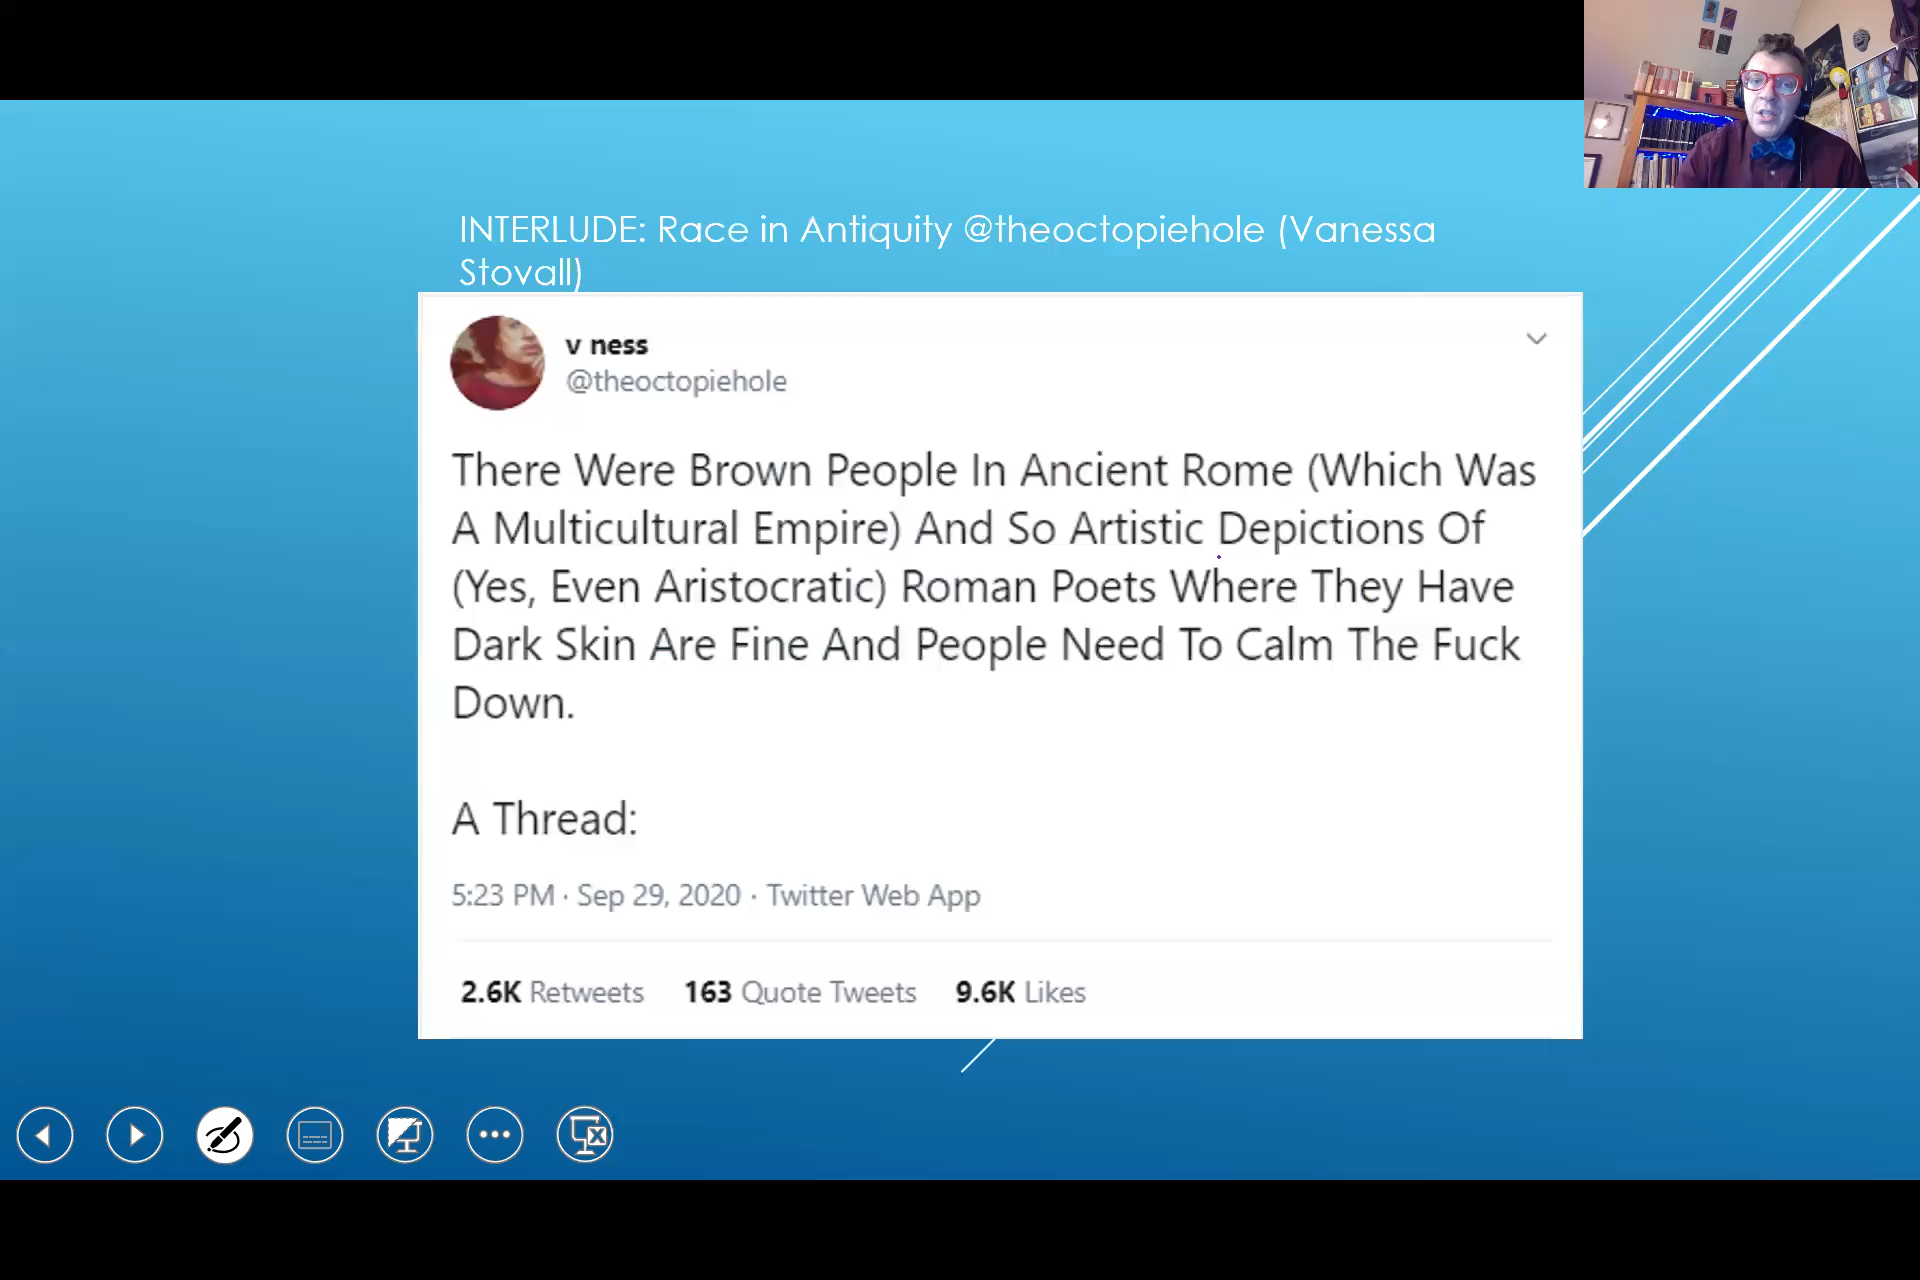 INTERLUDE: Race in Antiquity @theoctopiehole (Vanessa
Stovall)
v ness
@theoctopiehole
There Were Brown People In Ancient Rome (Which Was
A Multicultural Empire) And So Artistic Depictions Of
(Yes, Even Aristocratic) Roman Poets Where They Have
Dark Skin Are Fine And People Need To Calm The Fuck
Down.
A Thread:
5:23 PM · Sep 29, 2020 · Twitter Web App
2.6K Retweets 163 Quote Tweets 9.6K Likes